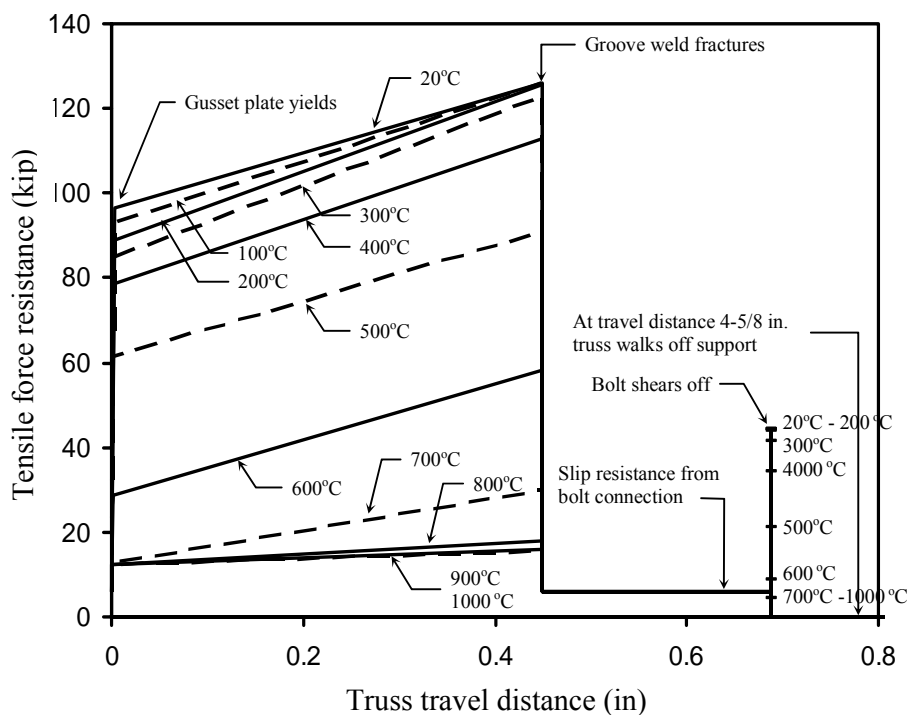 140
120
100
80
60
40
20
0
Tensile force resistance (kip)
0
0.2
0.4
0.6
0.8
Truss travel distance (in)
Gusset plate yields
20°C
Groove weld fractures
100°C
200°C
300°C
400°C
500°C
600°C
700°C
800°C
900°C
1000°C
At travel distance 4-5/8 in.
truss walks off support
Bolt shears off
Slip resistance from
bolt connection
20°C - 200°C
300°C
4000°C
500°C
600°C
700°C -1000°C